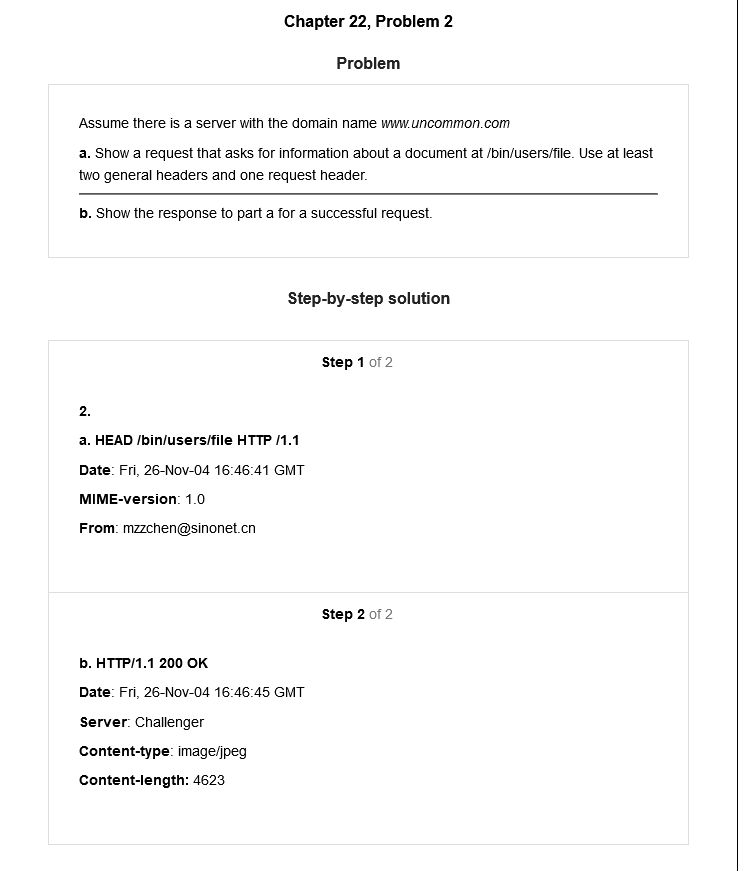 Chapter 22, Problem 2
Problem
Assume there is a server with the domain name www.uncommon.com
a. Show a request that asks for information about a document at /bin/users/file. Use at least
two general headers and one request header.
b. Show the response to part a for a successful request.
Step-by-step solution
Step 1 of 2
2.
a. HEAD /bin/users/file HTTP /1.1
Date: Fri, 26-Nov-04 16:46:41 GMT
MIME-version: 1.0
From: mzzchen@sinonet.cn
Step 2 of 2
b. HTTP/1.1 200 OK
Date: Fri, 26-Nov-04 16:46:45 GMT
Server: Challenger
Content-type: image/jpeg
Content-length: 4623